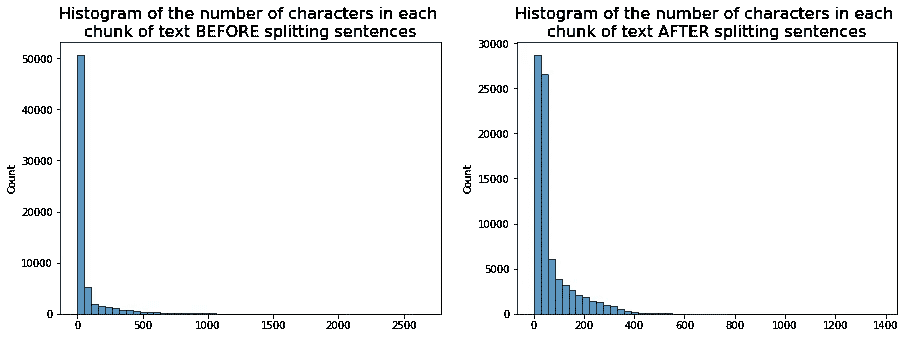 Histogram of the number of characters in each
chunk of text BEFORE splitting sentences
50000
40000
30000
20000
10000
0
Count
0 500 1000 1500 2000 2500
Histogram of the number of characters in each
chunk of text AFTER splitting sentences
30000
25000
20000
15000
10000
5000
0
Count
0 200 400 600 800 1000 1200 1400